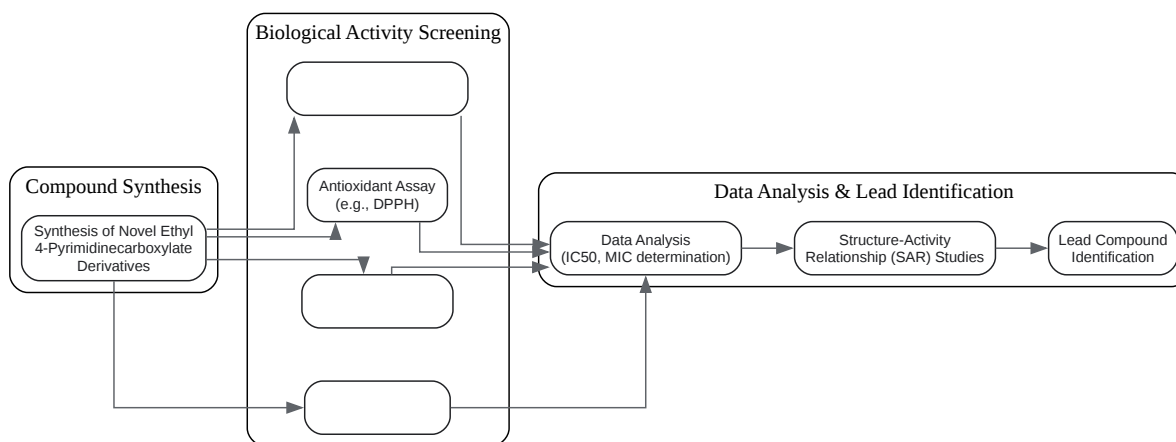 Biological Activity Screening
Compound Synthesis
Synthesis of Novel Ethyl
4-Pyrimidinecarboxylate
Derivatives
Antioxidant Assay
(e.g., DPPH)
Data Analysis & Lead Identification
Data Analysis
(IC50, MIC determination)
Structure-Activity
Relationship (SAR) Studies
Lead Compound
Identification